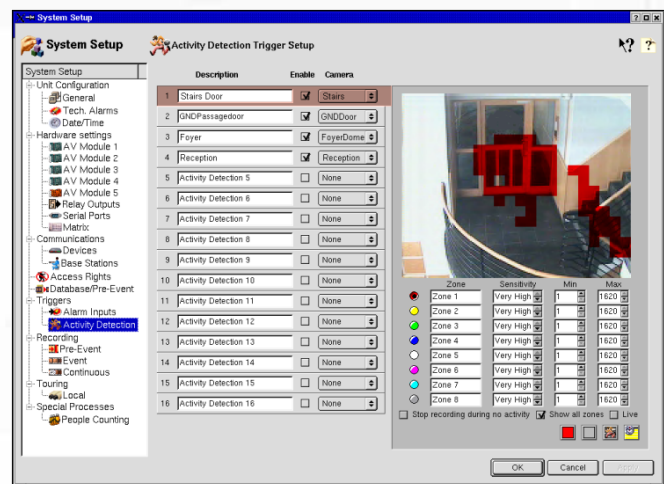 System Setup
System Setup
Activity Detection Trigger Setup
System Setup
Unit Configuration
General
Tech. Alarms
Date/Time
Hardware settings
AV Module 1
AV Module 2
AV Module 3
AV Module 4
AV Module 5
Relay Outputs
Serial Ports
Matrix
Communications
Devices
Base Stations
Access Rights
Database/Pre-Event
Triggers
Alarm Inputs
Activity Detection
Recording
Pre-Event
Event
Continuous
Touring
Local
Special Processes
People Counting
Description Enable Camera
1 Stairs Door Stairs
2 GNDPassagedoor GNDDoor
3 Foyer FoyerDome
4 Reception Reception
5 Activity Detection 5 None
6 Activity Detection 6 None
7 Activity Detection 7 None
8 Activity Detection 8 None
9 Activity Detection 9 None
10 Activity Detection 10 None
11 Activity Detection 11 None
12 Activity Detection 12 None
13 Activity Detection 13 None
14 Activity Detection 14 None
15 Activity Detection 15 None
16 Activity Detection 16 None
Zone Sensitivity Min Max
Zone 1 Very High 1 1620
Zone 2 Very High 1 1620
Zone 3 Very High 1 1620
Zone 4 Very High 1 1620
Zone 5 Very High 1 1620
Zone 6 Very High 1 1620
Zone 7 Very High 1 1620
Zone 8 Very High 1 1620
Stop recording during no activity Show all zones Live
OK Cancel Apply